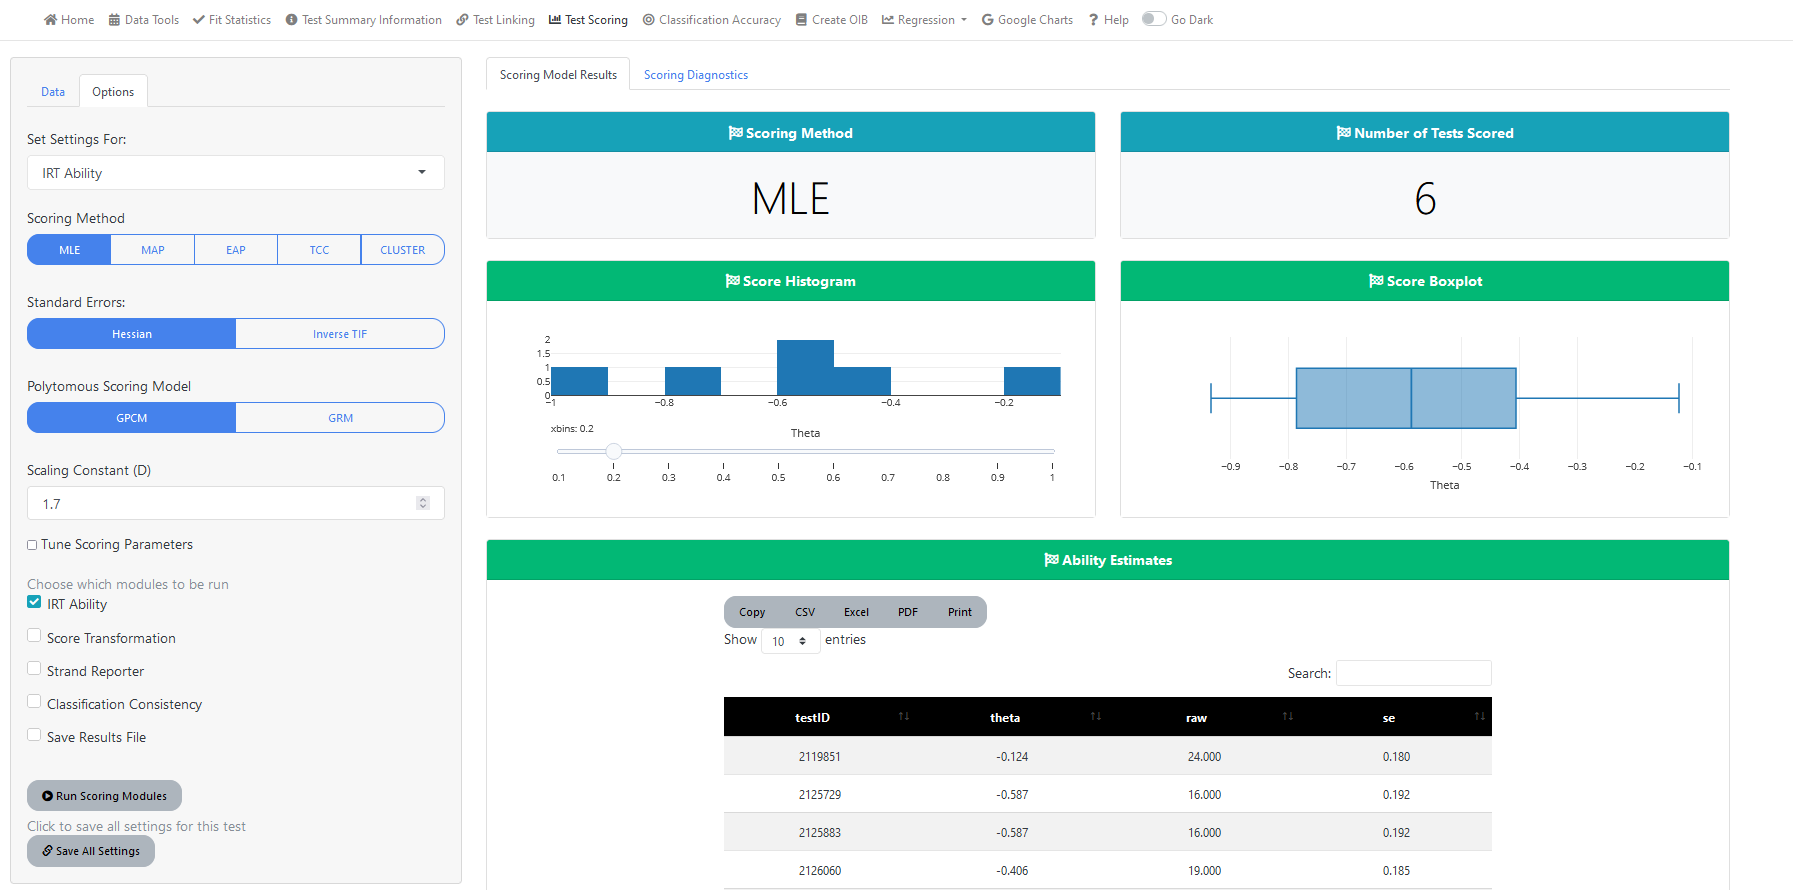 Home Data Tools Fit Statistics Test Summary Information Test Linking Test Scoring Classification Accuracy Create OIB Regression Google Charts Help Go Dark
Data Options
Set Settings For:
IRT Ability
Scoring Method
MLE MAP EAP TCC CLUSTER
Standard Errors:
Hessian Inverse TIF
Polytomous Scoring Model
GPCM GRM
Scaling Constant (D)
1.7
Tune Scoring Parameters
Choose which modules to be run
IRT Ability
Score Transformation
Strand Reporter
Classification Consistency
Save Results File
Run Scoring Modules
Click to save all settings for this test
Save All Settings
Scoring Model Results Scoring Diagnostics
Scoring Method
MLE
Number of Tests Scored
6
Score Histogram
2
1.5
1
0.5
0
−1 −0.8 −0.6 −0.4 −0.2
xbins: 0.2
Theta
0.1 0.2 0.3 0.4 0.5 0.6 0.7 0.8 0.9 1
Score Boxplot
−0.9 −0.8 −0.7 −0.6 −0.5 −0.4 −0.3 −0.2 −0.1
Theta
Ability Estimates
Copy CSV Excel PDF Print
Show 10 entries
Search:
testID theta raw se
2119851 -0.124 24.000 0.180
2125729 -0.587 16.000 0.192
2125883 -0.587 16.000 0.192
2126060 -0.406 19.000 0.185